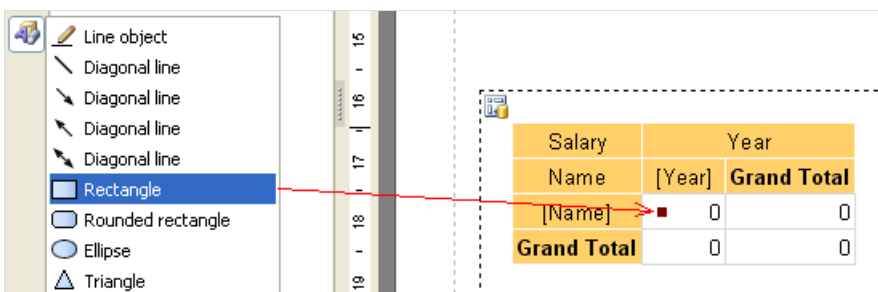 Line object
Diagonal line
Diagonal line
Diagonal line
Diagonal line
Rectangle
Rounded rectangle
Ellipse
Triangle
15
16
17
18
19
Salary Year
Name [Year] Grand Total
[Name] 0 0
Grand Total 0 0